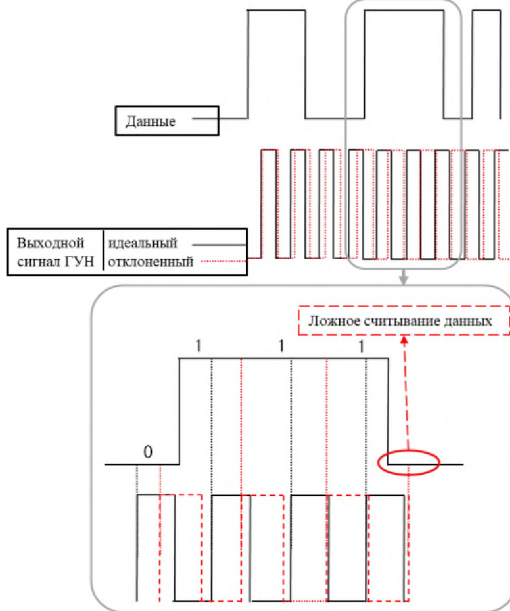 Данные
Выходной идеальный
сигнал ГУН отклоненный
Ложное считывание данных
1 1 1
0